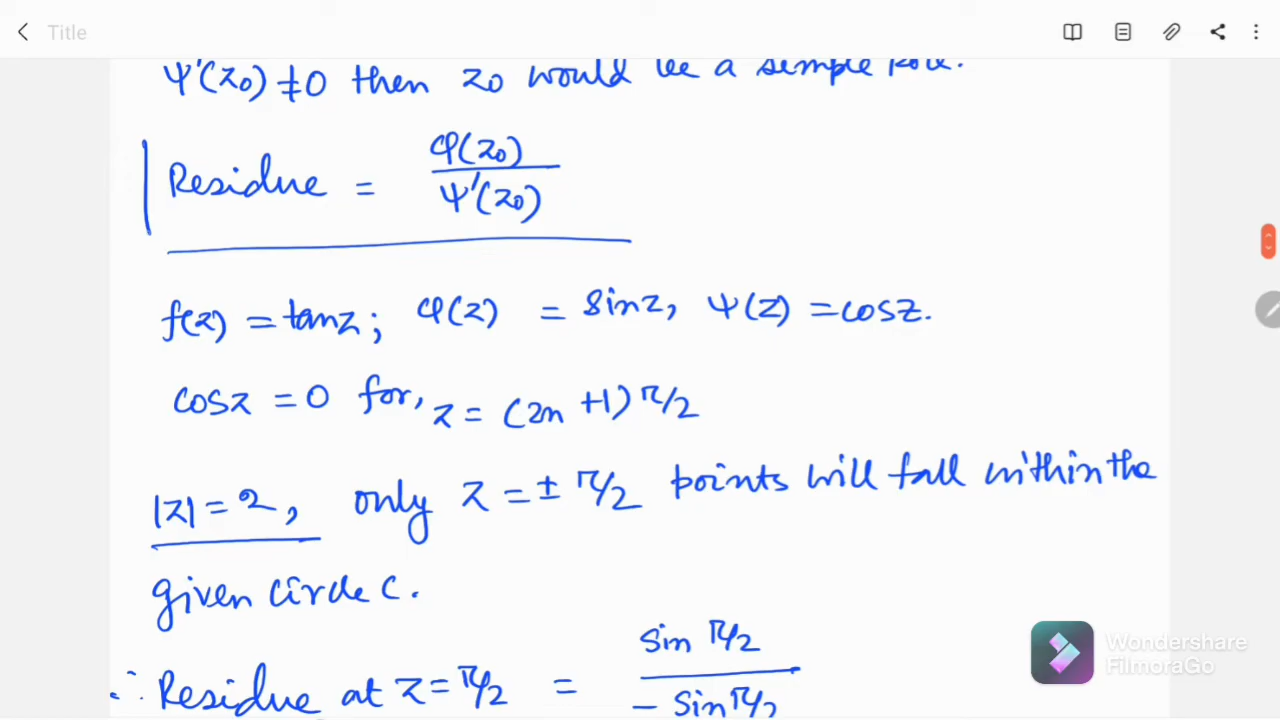 Title
Ψ'(z₀) ≠ 0 then z₀ would be a simple pole.
Residue = φ(z₀) / Ψ'(z₀)
f(z) = tanz; φ(z) = Sinz, Ψ(z) = cosz.
cosz = 0 for, z = (2n +1) π/2
|z| = 2, only z = ± π/2 points will fall within the
given circle C.
∴ Residue at z = π/2 = sin π/2 / - sin π/2
Wondershare
FilmoraGo